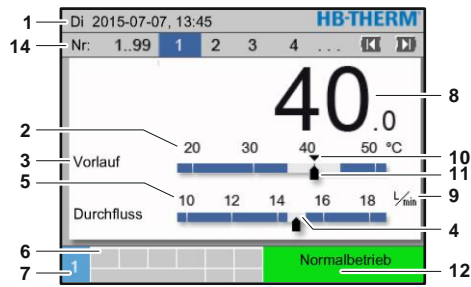 1 Di 2015-07-07, 13:45 HB-THERM
14 Nr: 1..99 1 2 3 4 ...
40.0 8
2 20 30 40 50 °C 10
3 Vorlauf 11
5 10 12 14 16 18 L/min 9
Durchfluss 4
6
7 1 Normalbetrieb 12